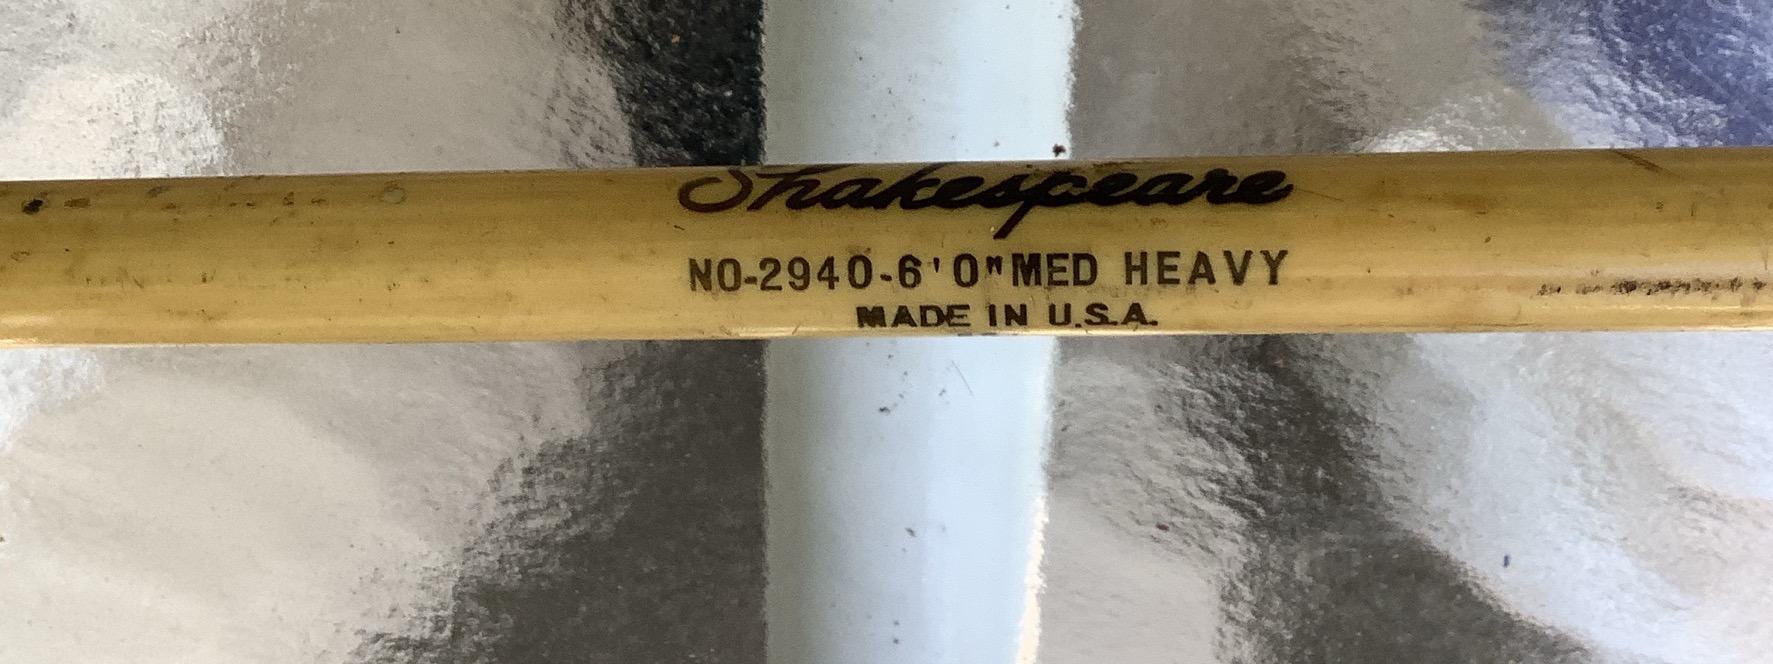 Shakespeare
NO-2940-6'0"MED HEAVY
MADE IN U.S.A.